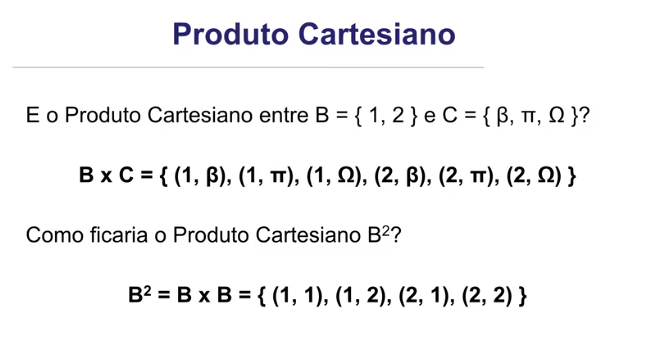 Produto Cartesiano
E o Produto Cartesiano entre B = { 1, 2 } e C = { β, π, Ω }?
B x C = { (1, β), (1, π), (1, Ω), (2, β), (2, π), (2, Ω) }
Como ficaria o Produto Cartesiano B²?
B² = B x B = { (1, 1), (1, 2), (2, 1), (2, 2) }